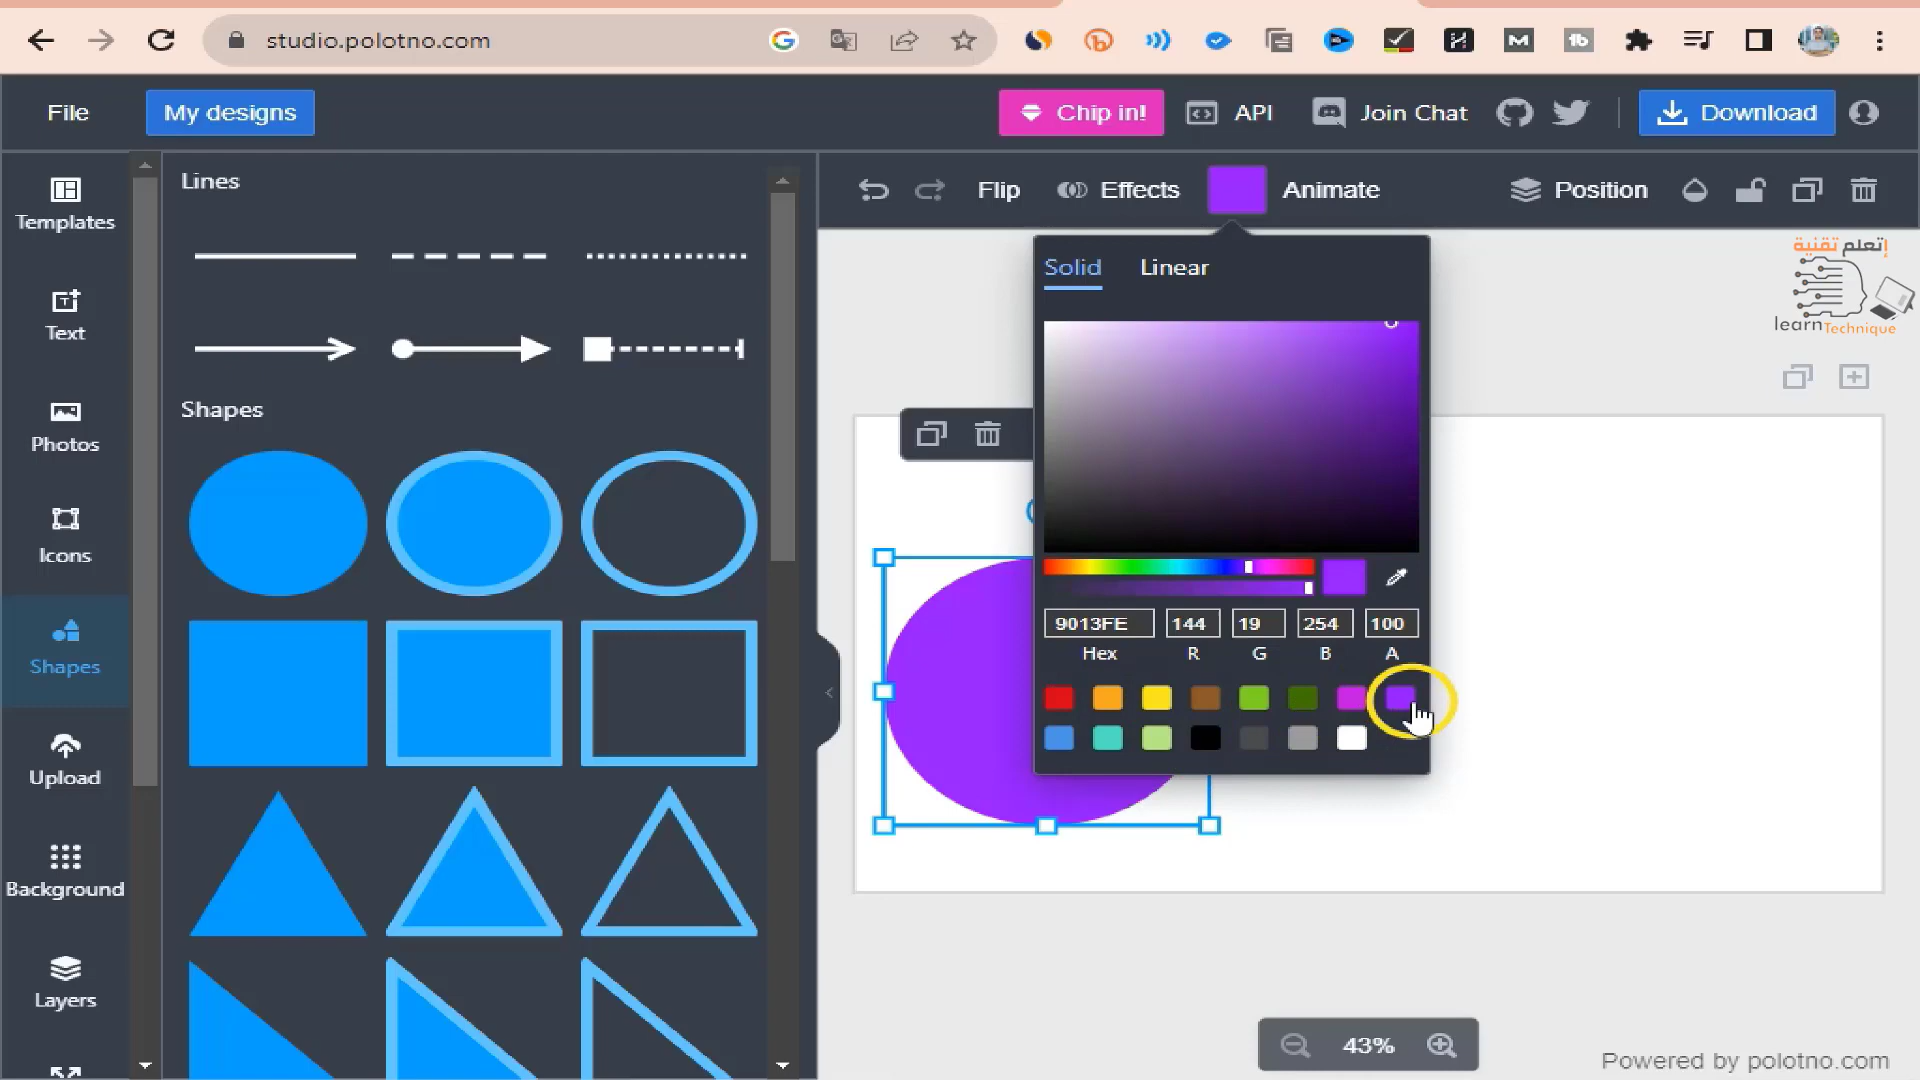 studio.polotno.com
File
My designs
Chip in!
API
Join Chat
Download
Templates
Text
Photos
Icons
Shapes
Upload
Background
Layers
Lines
Shapes
Flip
Effects
Animate
Position
Solid
Linear
9013FE
144
19
254
100
Hex
R
G
B
A
إتعلم تقنية
learnTechnique
43%
Powered by polotno.com